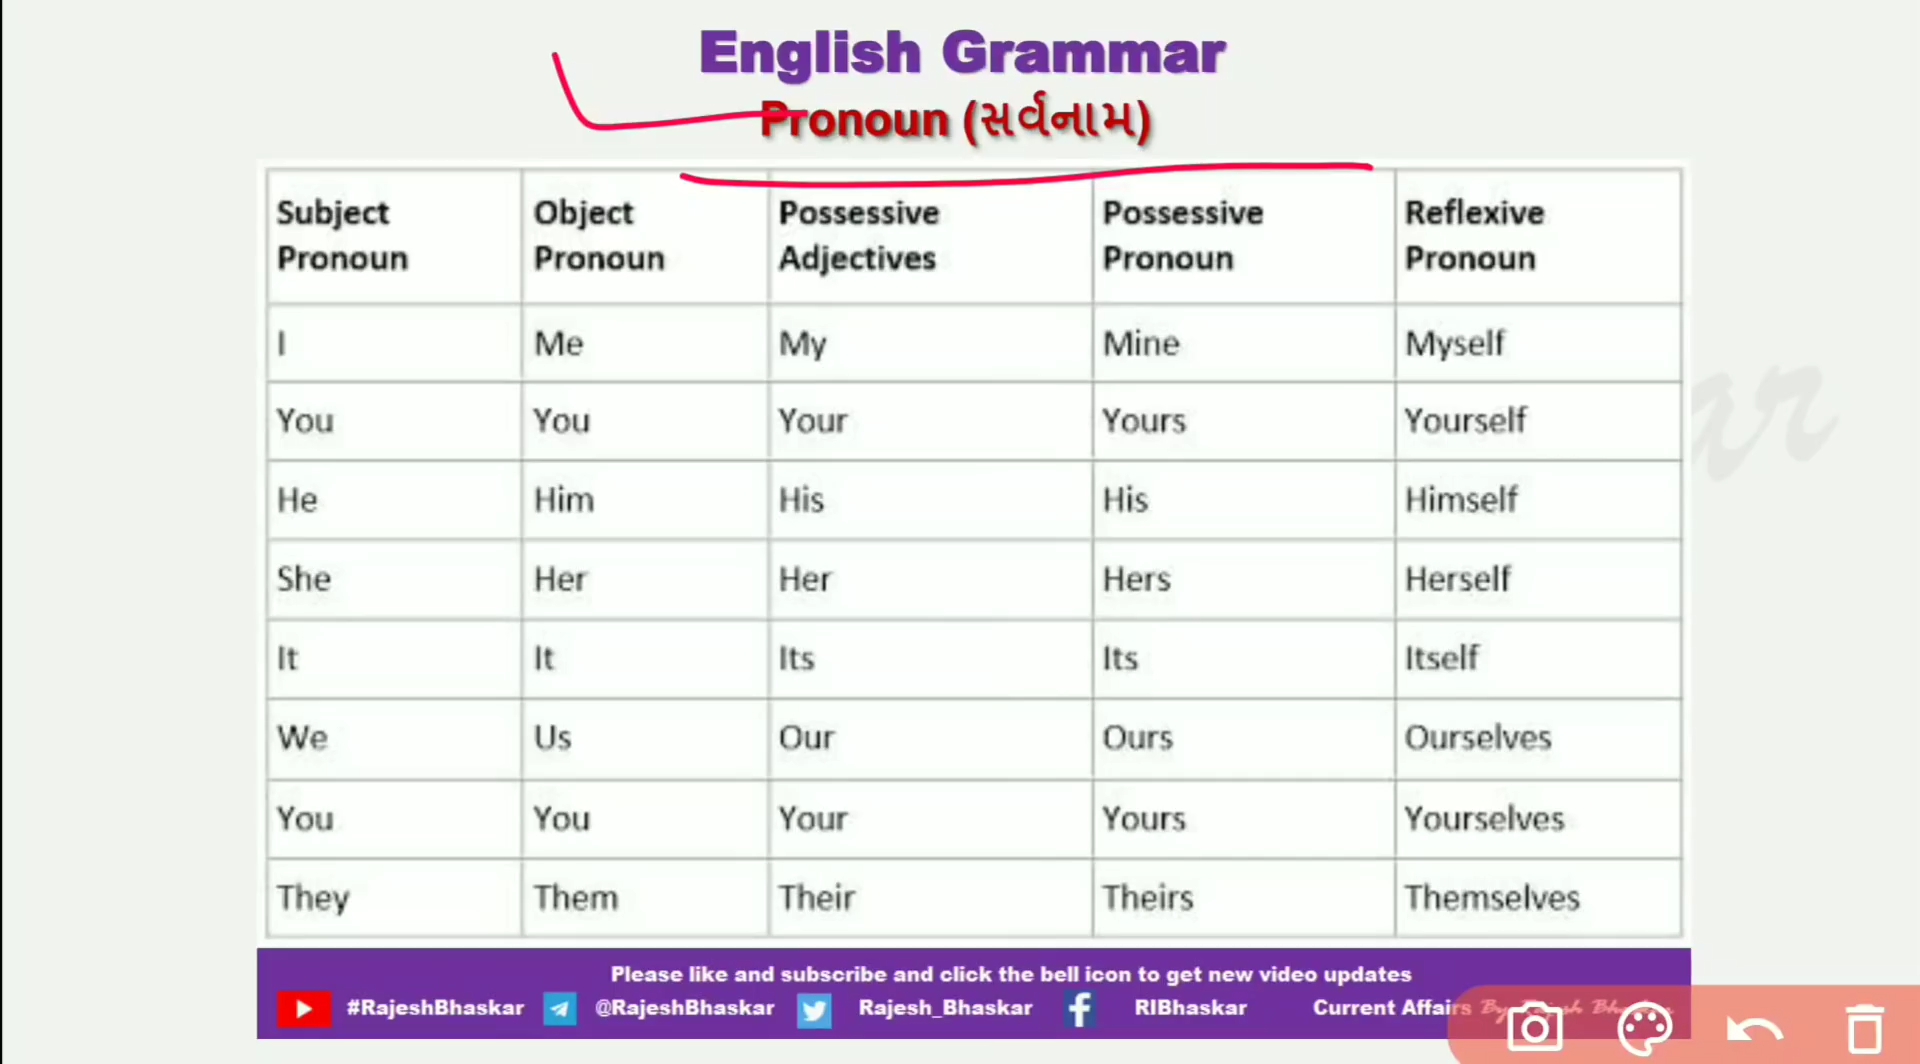 English Grammar
Pronoun (સર્વનામ)
Subject Pronoun Object Pronoun Possessive Adjectives Possessive Pronoun Reflexive Pronoun
I Me My Mine Myself
You You Your Yours Yourself
He Him His His Himself
She Her Her Hers Herself
It It Its Its Itself
We Us Our Ours Ourselves
You You Your Yours Yourselves
They Them Their Theirs Themselves
Please like and subscribe and click the bell icon to get new video updates
#RajeshBhaskar @RajeshBhaskar Rajesh_Bhaskar RIBhaskar Current Affairs By Rajesh Bhaskar